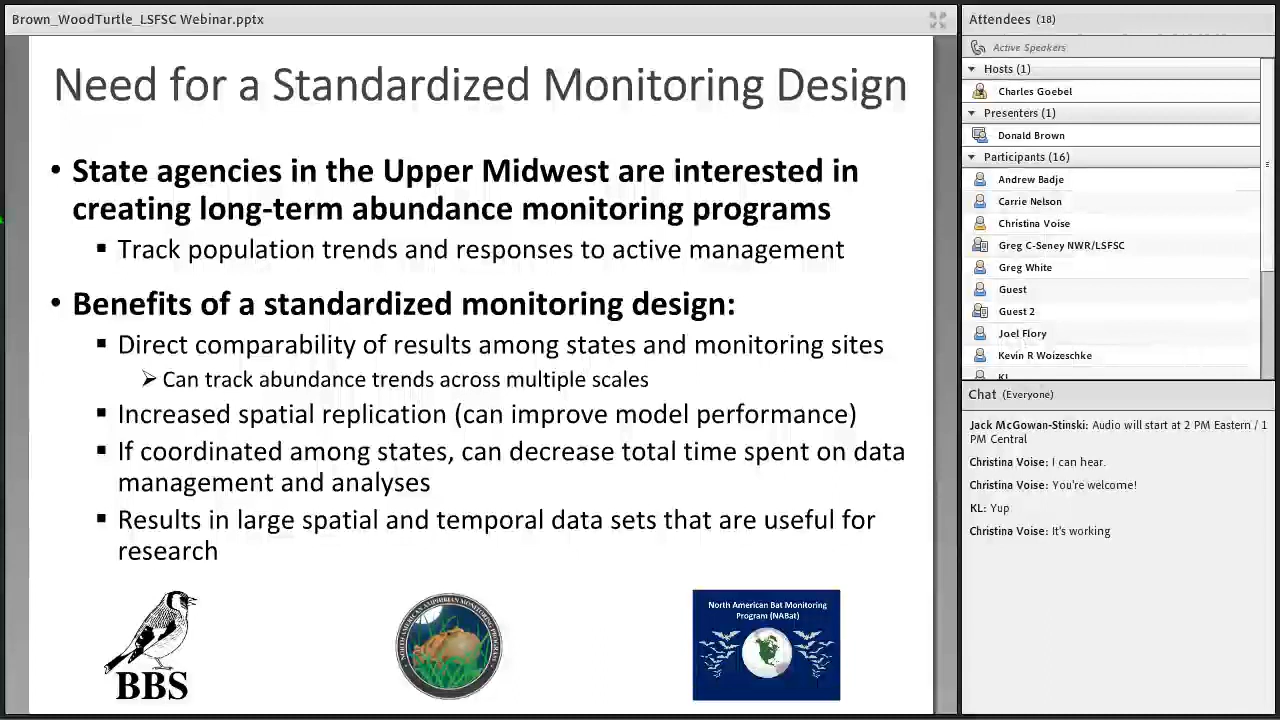 Brown_WoodTurtle_LSFSC Webinar.pptx
Need for a Standardized Monitoring Design
• State agencies in the Upper Midwest are interested in
creating long-term abundance monitoring programs
▪ Track population trends and responses to active management
• Benefits of a standardized monitoring design:
▪ Direct comparability of results among states and monitoring sites
➢ Can track abundance trends across multiple scales
▪ Increased spatial replication (can improve model performance)
▪ If coordinated among states, can decrease total time spent on data
management and analyses
▪ Results in large spatial and temporal data sets that are useful for
research
BBS
NORTH AMERICAN AMPHIBIAN MONITORING PROGRAM
North American Bat Monitoring
Program (NABat)
Attendees (18)
Active Speakers
Hosts (1)
Charles Goebel
Presenters (1)
Donald Brown
Participants (16)
Andrew Badje
Carrie Nelson
Christina Voise
Greg C-Seney NWR/LSFSC
Greg White
Guest
Guest 2
Joel Flory
Kevin R Woizeschke
KL
Chat (Everyone)
Jack McGowan-Stinski: Audio will start at 2 PM Eastern / 1
PM Central
Christina Voise: I can hear.
Christina Voise: You're welcome!
KL: Yup
Christina Voise: It's working